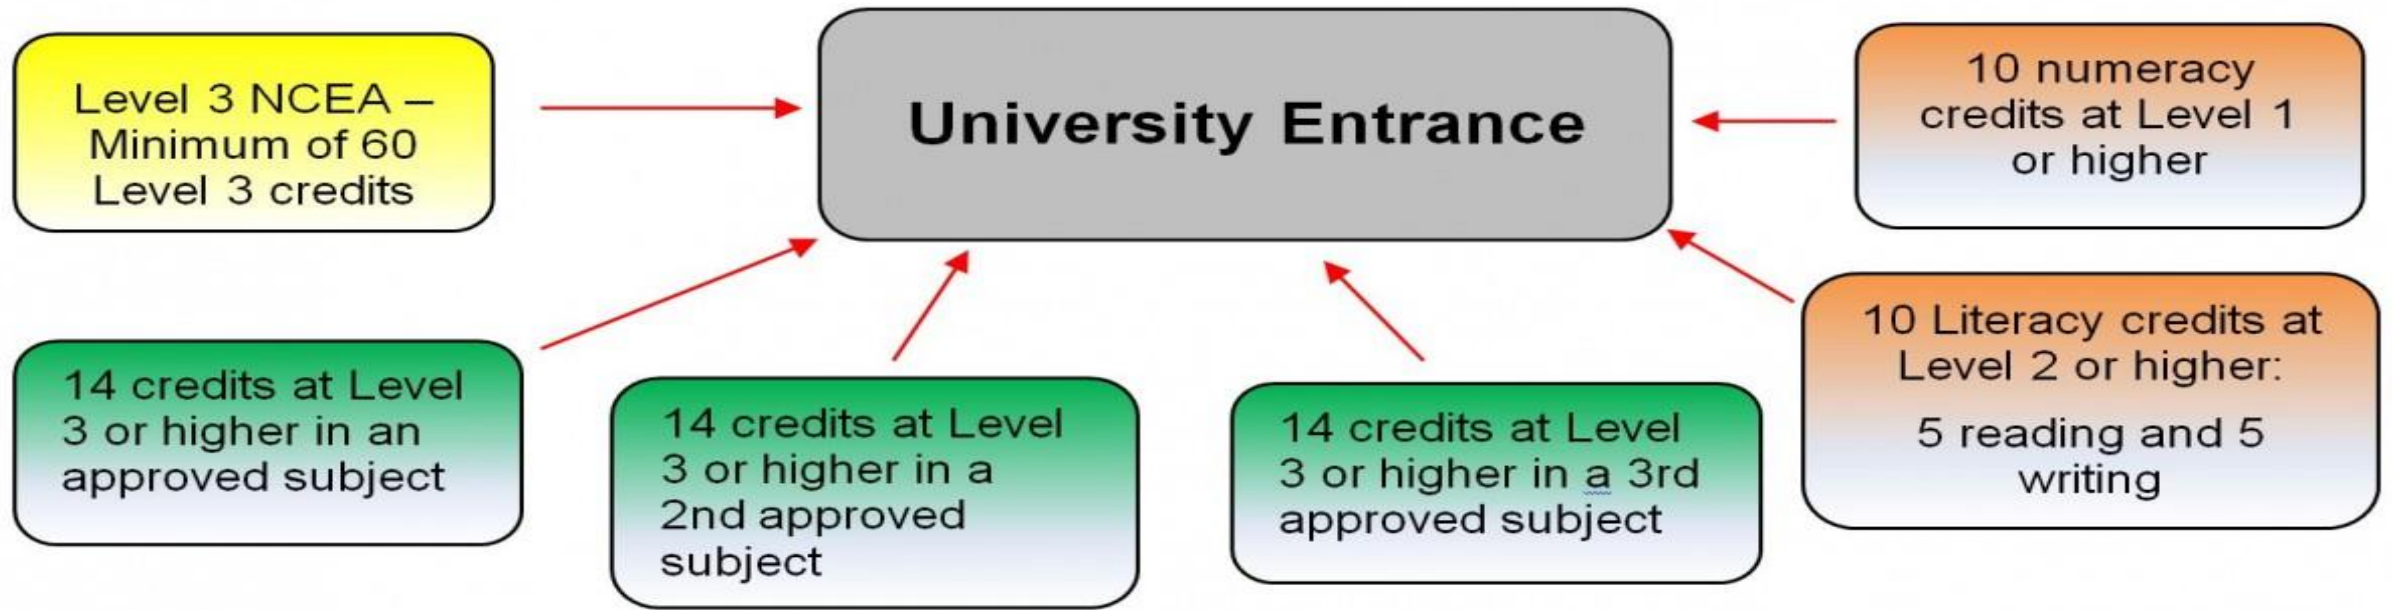 Level 3 NCEA –
Minimum of 60
Level 3 credits
University Entrance
10 numeracy
credits at Level 1
or higher
14 credits at Level
3 or higher in an
approved subject
14 credits at Level
3 or higher in a
2nd approved
subject
14 credits at Level
3 or higher in a 3rd
approved subject
10 Literacy credits at
Level 2 or higher:
5 reading and 5
writing